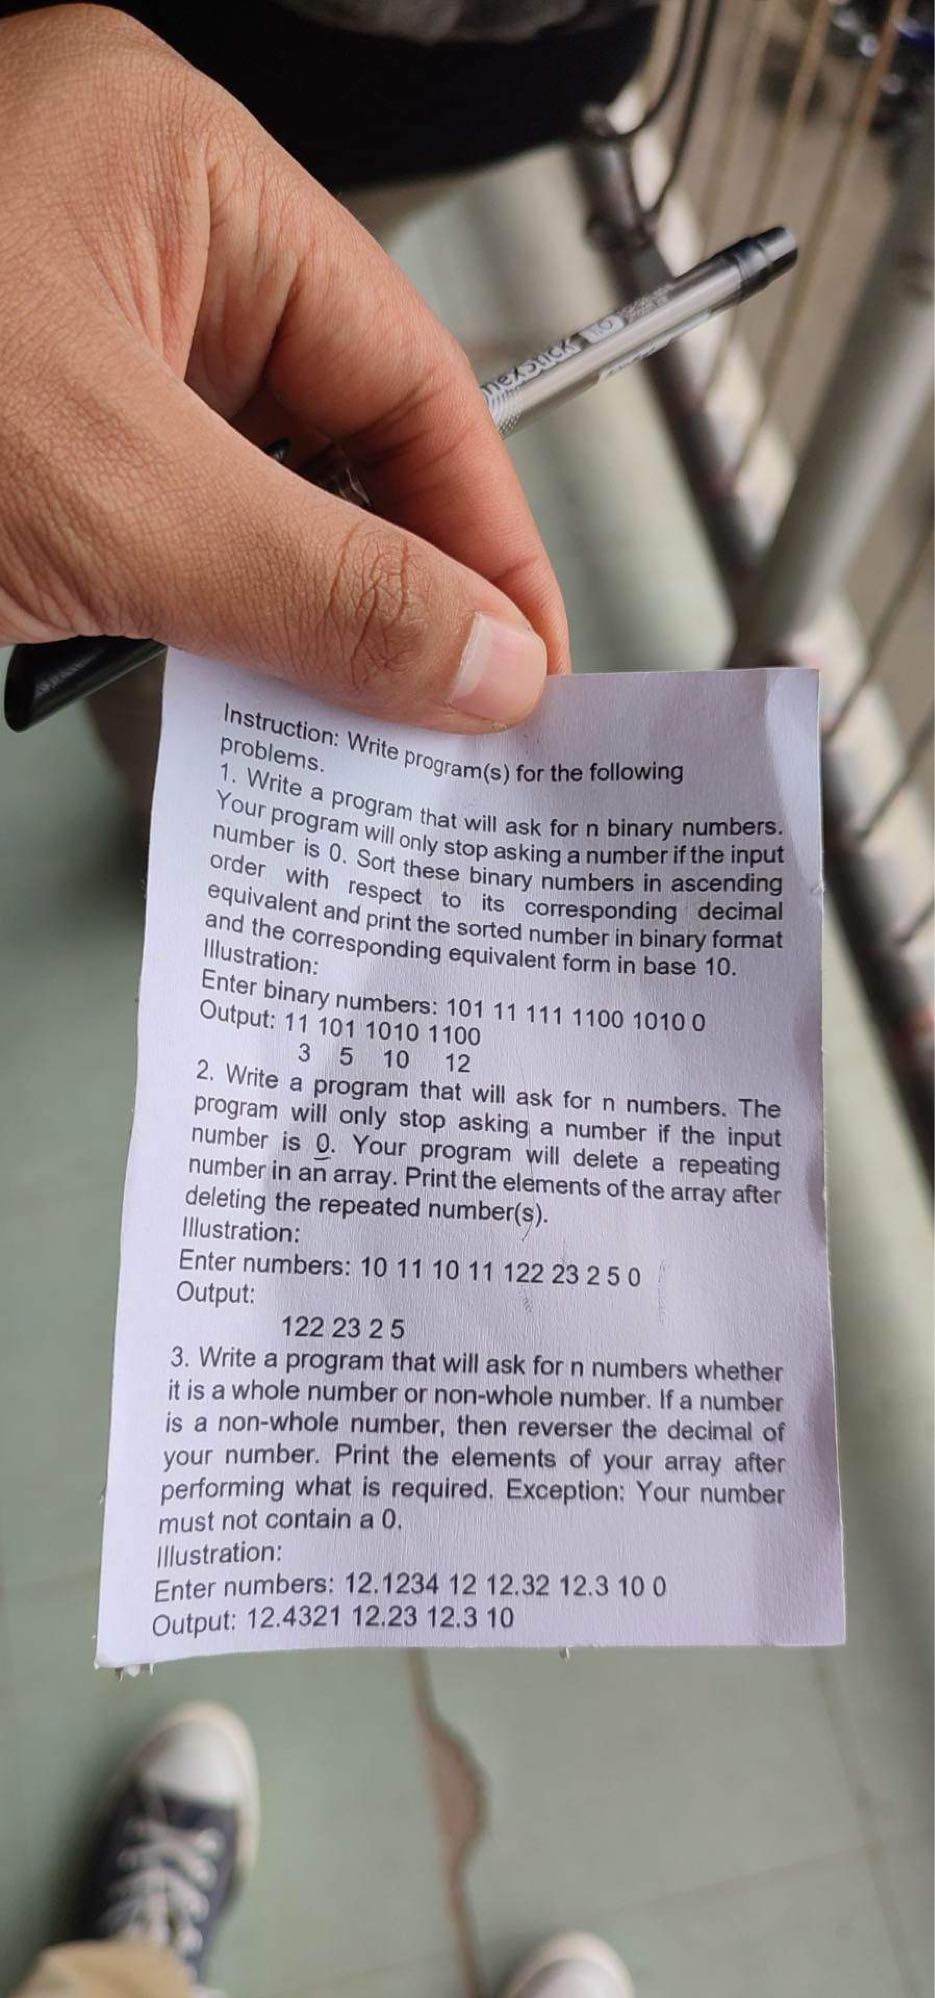 nexStick 1.0
Instruction: Write program(s) for the following
problems.
1. Write a program that will ask for n binary numbers.
Your program will only stop asking a number if the input
number is 0. Sort these binary numbers in ascending
order with respect to its corresponding decimal
equivalent and print the sorted number in binary format
and the corresponding equivalent form in base 10.
Illustration:
Enter binary numbers: 101 11 111 1100 1010 0
Output: 11 101 1010 1100
3 5 10 12
2. Write a program that will ask for n numbers. The
program will only stop asking a number if the input
number is 0. Your program will delete a repeating
number in an array. Print the elements of the array after
deleting the repeated number(s).
Illustration:
Enter numbers: 10 11 10 11 122 23 2 5 0
Output:
122 23 2 5
3. Write a program that will ask for n numbers whether
it is a whole number or non-whole number. If a number
is a non-whole number, then reverser the decimal of
your number. Print the elements of your array after
performing what is required. Exception: Your number
must not contain a 0.
Illustration:
Enter numbers: 12.1234 12 12.32 12.3 10 0
Output: 12.4321 12.23 12.3 10